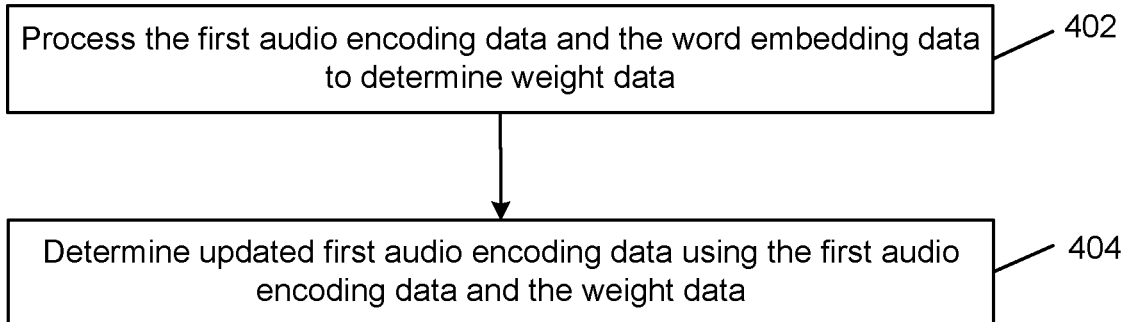 Process the first audio encoding data and the word embedding data
to determine weight data
402
Determine updated first audio encoding data using the first audio
encoding data and the weight data
404